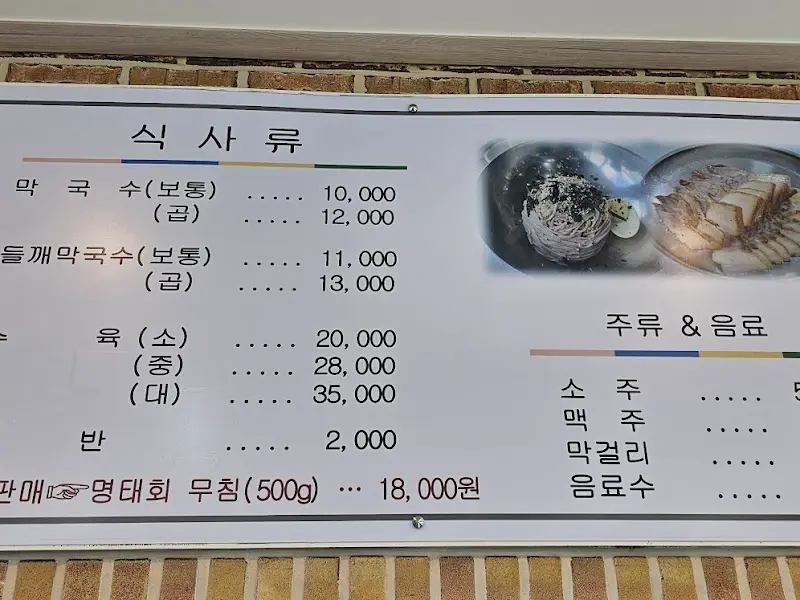 식 사 류
막 국 수(보통) ..... 10,000
(곱) ..... 12,000
들깨막국수(보통) ..... 11,000
(곱) ..... 13,000
육 (소) ..... 20,000
(중) ..... 28,000
(대) ..... 35,000
반 ..... 2,000
판매☞명태회 무침(500g) … 18,000원
주류 & 음료
소 주 .....
맥 주 .....
막걸리 .....
음료수 .....